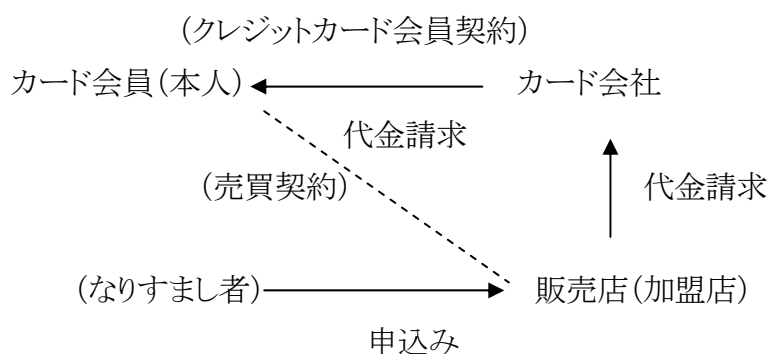 (クレジットカード会員契約)
カード会員(本人)
カード会社
代金請求
(売買契約)
代金請求
(なりすまし者)
販売店(加盟店)
申込み